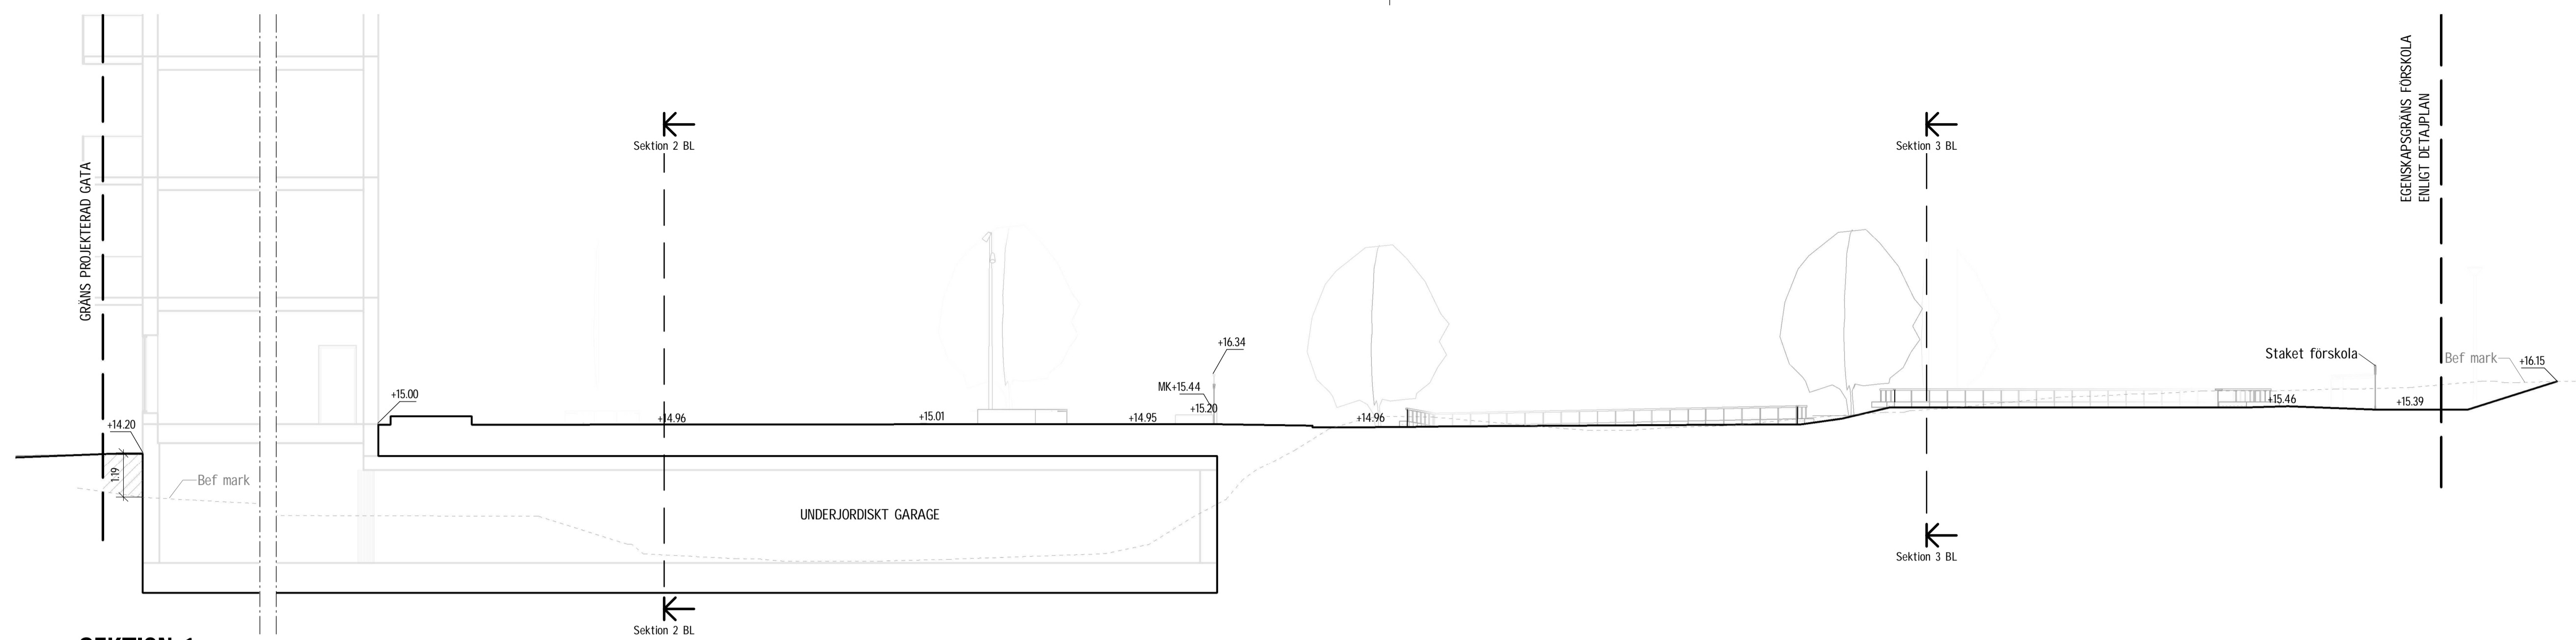 GRÄNS PROJEKTERAD GATA
EGENSKAPSGRÄNS FÖRSKOLA
ENLIGT DETAJPLAN
Sektion 2 BL
Sektion 3 BL
+16.34
Staket förskola
Bef mark
+16.15
MK+15.44
+15.00
+15.20
+14.96
+15.01
+14.95
+14.96
+15.46
+15.39
+14.20
1.19
Bef mark
UNDERJORDISKT GARAGE
Sektion 3 BL
Sektion 2 BL
SEKTION 1